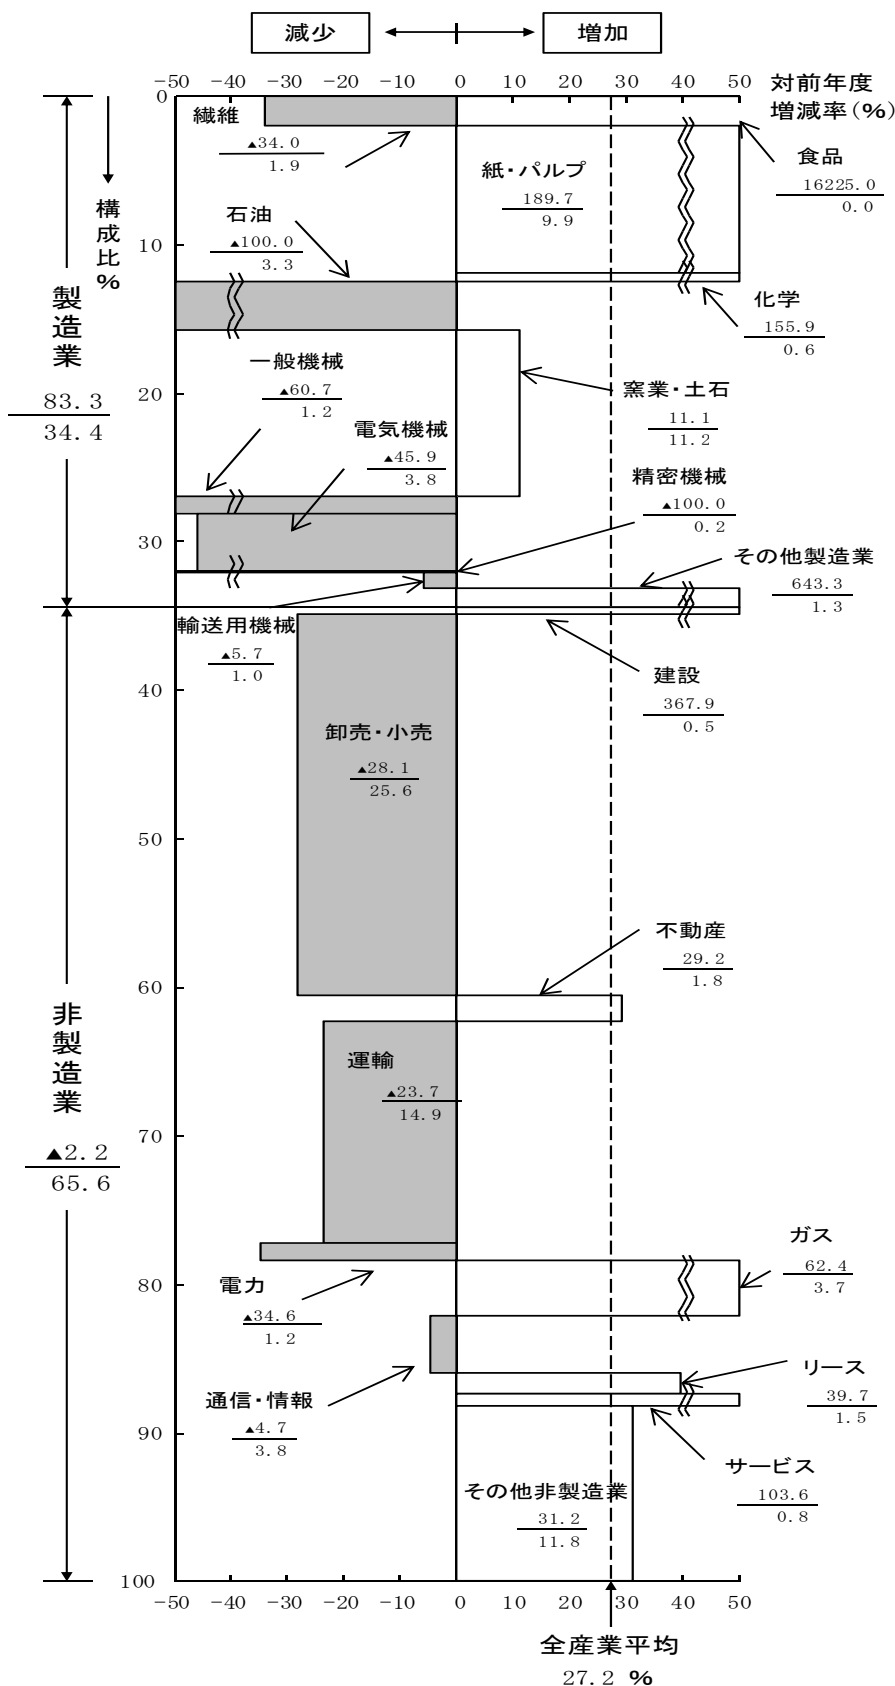 減少
増加
-50 -40 -30 -20 -10 0 10 20 30 40 50
対前年度
増減率(%)
0
繊維
▲34.0
1.9
食品
16225.0
0.0
紙・パルプ
189.7
9.9
構成比%
石油
▲100.0
3.3
10
化学
155.9
0.6
製造業
83.3
34.4
一般機械
▲60.7
1.2
20
窯業・土石
11.1
11.2
電気機械
▲45.9
3.8
精密機械
▲100.0
0.2
30
その他製造業
643.3
1.3
輸送用機械
▲5.7
1.0
建設
367.9
0.5
40
卸売・小売
▲28.1
25.6
50
不動産
29.2
1.8
60
非製造業
▲2.2
65.6
運輸
▲23.7
14.9
70
ガス
62.4
3.7
電力
▲34.6
1.2
80
リース
39.7
1.5
通信・情報
▲4.7
3.8
90
サービス
103.6
0.8
その他非製造業
31.2
11.8
100
-50 -40 -30 -20 -10 0 10 20 30 40 50
全産業平均
27.2 %